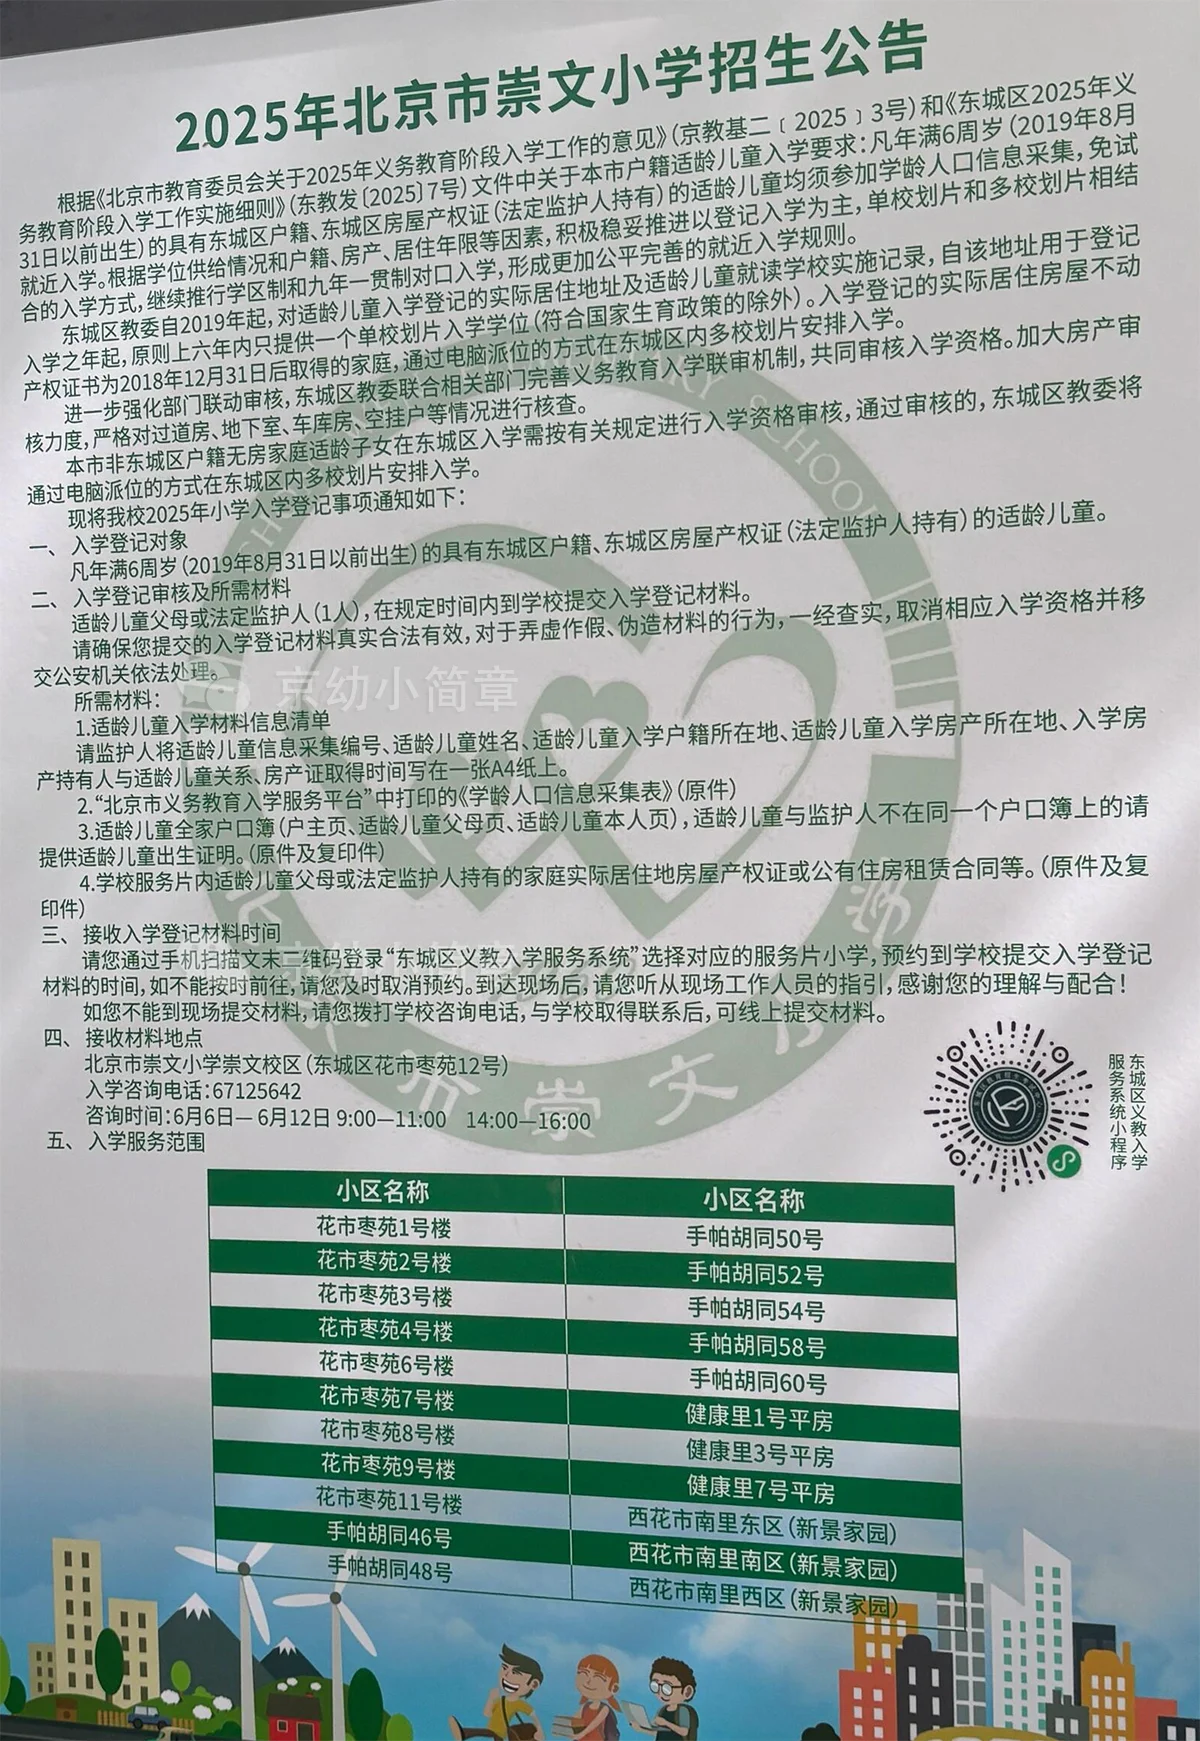 2025年北京市崇文小学招生公告
根据《北京市教育委员会关于2025年义务教育阶段入学工作的意见》（京教基二﹝2025﹞3号）和《东城区2025年义
务教育阶段入学工作实施细则》（东教发〔2025〕7号）文件中关于本市户籍适龄儿童入学要求：凡年满6周岁（2019年8月
31日以前出生）的具有东城区户籍、东城区房屋产权证（法定监护人持有）的适龄儿童均须参加学龄人口信息采集，免试
就近入学。根据学位供给情况和户籍、房产、居住年限等因素，积极稳妥推进以登记入学为主，单校划片和多校划片相结
合的入学方式，继续推行学区制和九年一贯制对口入学，形成更加公平完善的就近入学规则。
东城区教委自2019年起，对适龄儿童入学登记的实际居住地址及适龄儿童就读学校实施记录，自该地址用于登记
入学之年起，原则上六年内只提供一个单校划片入学学位（符合国家生育政策的除外）。入学登记的实际居住房屋不动
产权证书为2018年12月31日后取得的家庭，通过电脑派位的方式在东城区内多校划片安排入学。
进一步强化部门联动审核，东城区教委联合相关部门完善义务教育入学联审机制，共同审核入学资格。加大房产审
核力度，严格对过道房、地下室、车库房、空挂户等情况进行核查。
本市非东城区户籍无房家庭适龄子女在东城区入学需按有关规定进行入学资格审核，通过审核的，东城区教委将
通过电脑派位的方式在东城区内多校划片安排入学。
现将我校2025年小学入学登记事项通知如下：
一、入学登记对象
凡年满6周岁（2019年8月31日以前出生）的具有东城区户籍、东城区房屋产权证（法定监护人持有）的适龄儿童。
二、入学登记审核及所需材料
适龄儿童父母或法定监护人（1人），在规定时间内到学校提交入学登记材料。
请确保您提交的入学登记材料真实合法有效，对于弄虚作假、伪造材料的行为，一经查实，取消相应入学资格并移
交公安机关依法处理。
京幼小简章
所需材料：
1.适龄儿童入学材料信息清单
请监护人将适龄儿童信息采集编号、适龄儿童姓名、适龄儿童入学户籍所在地、适龄儿童入学房产所在地、入学房
产持有人与适龄儿童关系、房产证取得时间写在一张A4纸上。
2.“北京市义务教育入学服务平台”中打印的《学龄人口信息采集表》（原件）
3.适龄儿童全家户口簿（户主页、适龄儿童父母页、适龄儿童本人页），适龄儿童与监护人不在同一个户口簿上的请
提供适龄儿童出生证明。（原件及复印件）
4.学校服务片内适龄儿童父母或法定监护人持有的家庭实际居住地房屋产权证或公有住房租赁合同等。（原件及复
印件）
三、接收入学登记材料时间
请您通过手机扫描文末二维码登录“东城区义教入学服务系统”选择对应的服务片小学，预约到学校提交入学登记
材料的时间，如不能按时前往，请您及时取消预约。到达现场后，请您听从现场工作人员的指引，感谢您的理解与配合！
如您不能到现场提交材料，请您拨打学校咨询电话，与学校取得联系后，可线上提交材料。
四、接收材料地点
北京市崇文小学崇文校区（东城区花市枣苑12号）
入学咨询电话：67125642
咨询时间：6月6日—6月12日 9:00—11:00 14:00—16:00
东城区义教入学
服务系统小程序
五、入学服务范围
小区名称 小区名称
花市枣苑1号楼 手帕胡同50号
花市枣苑2号楼 手帕胡同52号
花市枣苑3号楼 手帕胡同54号
花市枣苑4号楼 手帕胡同58号
花市枣苑6号楼 手帕胡同60号
花市枣苑7号楼 健康里1号平房
花市枣苑8号楼 健康里3号平房
花市枣苑9号楼 健康里7号平房
花市枣苑11号楼 西花市南里东区（新景家园）
手帕胡同46号 西花市南里南区（新景家园）
手帕胡同48号 西花市南里西区（新景家园）